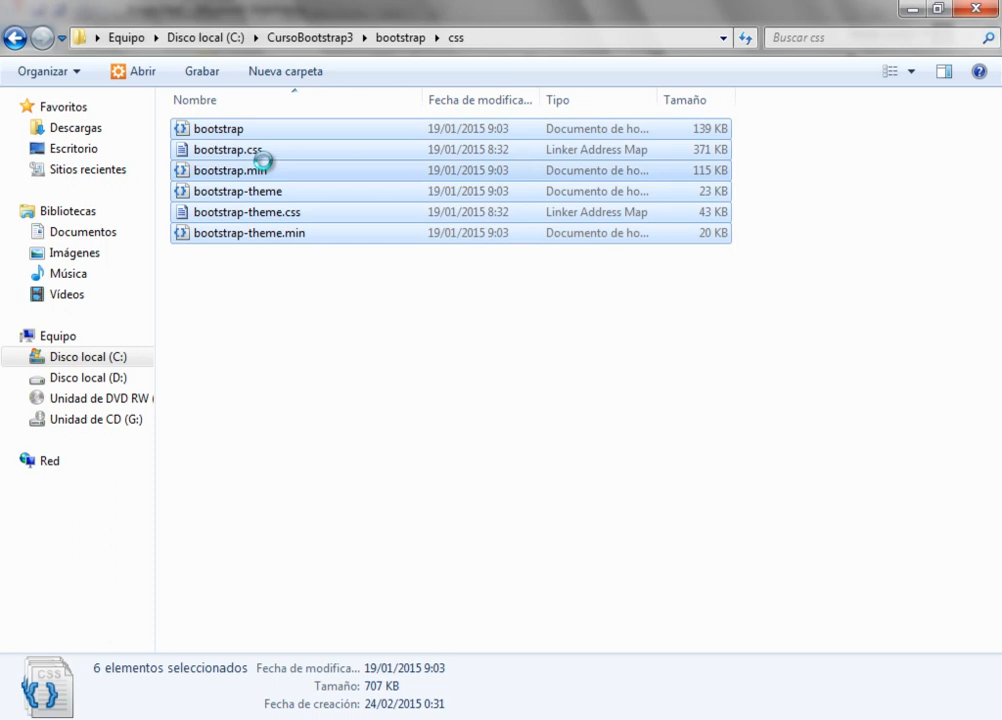 Equipo Disco local (C:) CursoBootstrap3 bootstrap css Buscar css
Organizar Abrir Grabar Nueva carpeta
Nombre Fecha de modifica... Tipo Tamaño
bootstrap 19/01/2015 9:03 Documento de ho... 139 KB
bootstrap.css 19/01/2015 8:32 Linker Address Map 371 KB
bootstrap.min 19/01/2015 9:03 Documento de ho... 115 KB
bootstrap-theme 19/01/2015 9:03 Documento de ho... 23 KB
bootstrap-theme.css 19/01/2015 8:32 Linker Address Map 43 KB
bootstrap-theme.min 19/01/2015 9:03 Documento de ho... 20 KB
Favoritos
Descargas
Escritorio
Sitios recientes
Bibliotecas
Documentos
Imágenes
Música
Vídeos
Equipo
Disco local (C:)
Disco local (D:)
Unidad de DVD RW (
Unidad de CD (G:)
Red
CSS
6 elementos seleccionados Fecha de modifica... 19/01/2015 9:03
Tamaño: 707 KB
Fecha de creación: 24/02/2015 0:31